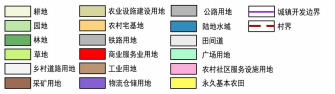 耕地
园地
林地
草地
乡村道路用地
采矿用地
农业设施建设用地
农村宅基地
铁路用地
商业服务业用地
工业用地
物流仓储用地
公路用地
陆地水域
田间道
广场用地
农村社区服务设施用地
永久基本农田
城镇开发边界
村界